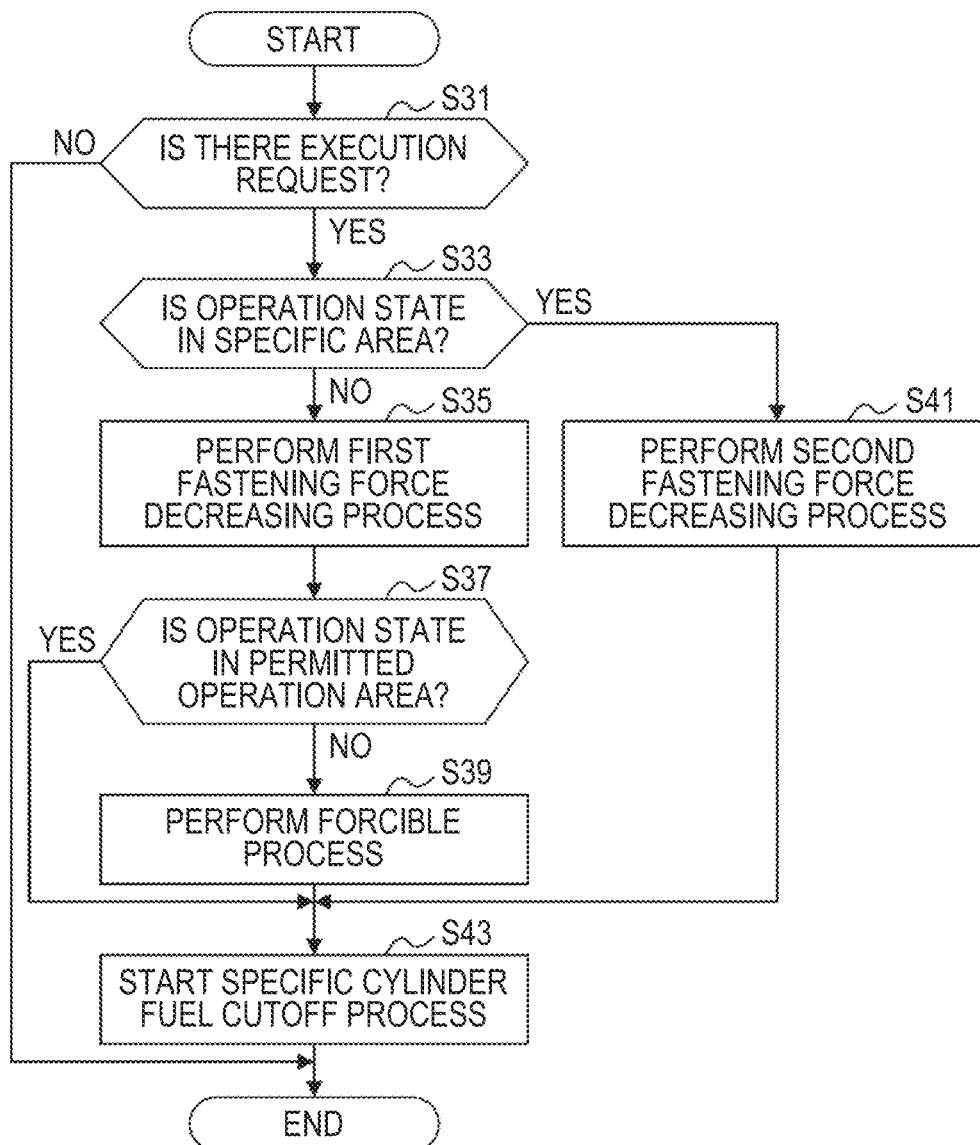 START
S31
NO
IS THERE EXECUTION
REQUEST?
YES
S33
IS OPERATION STATE
IN SPECIFIC AREA?
YES
NO
S35
PERFORM FIRST
FASTENING FORCE
DECREASING PROCESS
S41
PERFORM SECOND
FASTENING FORCE
DECREASING PROCESS
S37
YES
IS OPERATION STATE
IN PERMITTED
OPERATION AREA?
NO
S39
PERFORM FORCIBLE
PROCESS
S43
START SPECIFIC CYLINDER
FUEL CUTOFF PROCESS
END